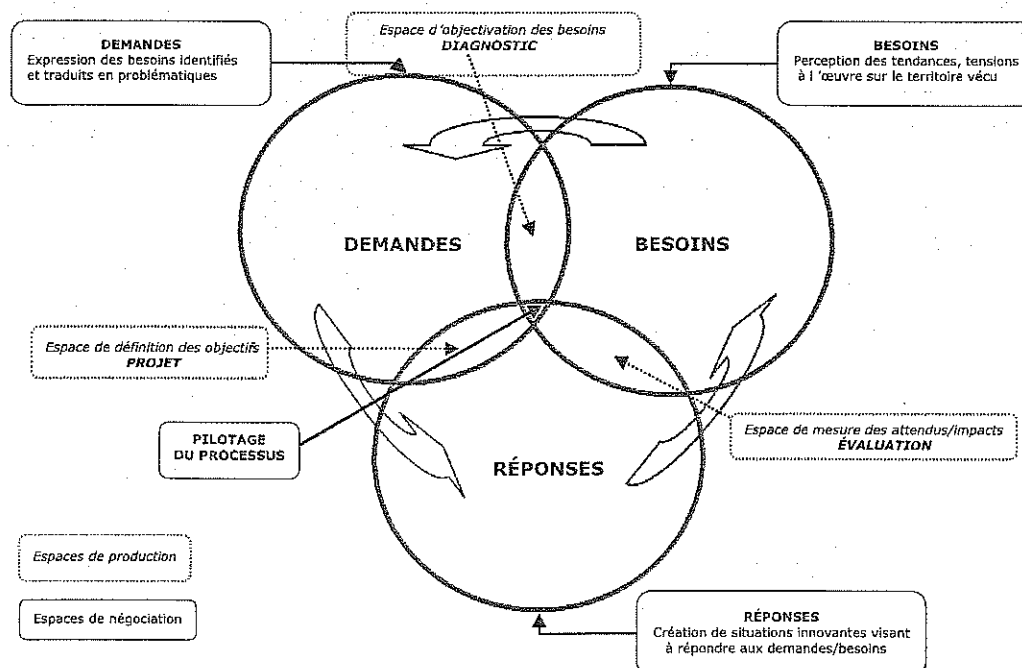 Espace d'objectivation des besoins
DIAGNOSTIC
DEMANDES
Expression des besoins identifiés
et traduits en problématiques
BESOINS
Perception des tendances, tensions
à l'œuvre sur le territoire vécu
DEMANDES
BESOINS
Espace de définition des objectifs
PROJET
PILOTAGE
DU PROCESSUS
Espace de mesure des attendus/impacts
ÉVALUATION
RÉPONSES
Espaces de production
Espaces de négociation
RÉPONSES
Création de situations innovantes visant
à répondre aux demandes/besoins